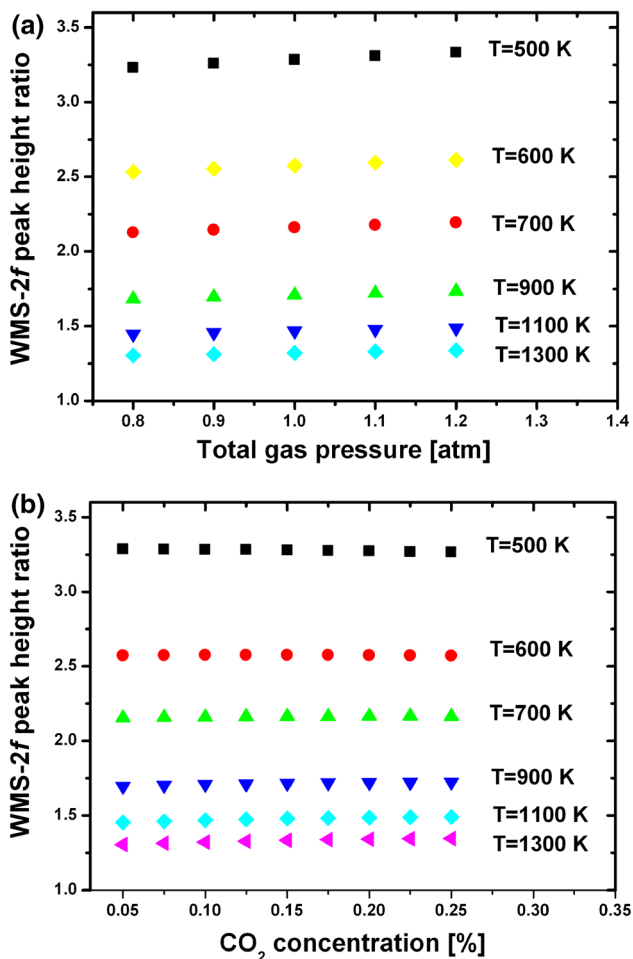 (a)
WMS-2f peak height ratio
3.5
3.0
2.5
2.0
1.5
1.0
T=500 K
T=600 K
T=700 K
T=900 K
T=1100 K
T=1300 K
0.8 0.9 1.0 1.1 1.2 1.3 1.4
Total gas pressure [atm]
(b)
WMS-2f peak height ratio
3.5
3.0
2.5
2.0
1.5
1.0
T=500 K
T=600 K
T=700 K
T=900 K
T=1100 K
T=1300 K
0.05 0.10 0.15 0.20 0.25 0.30 0.35
CO₂ concentration [%]